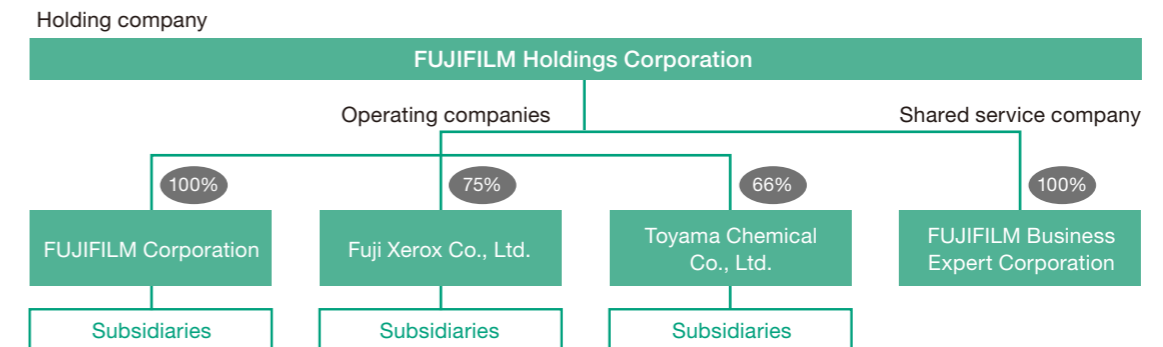 Holding company
FUJIFILM Holdings Corporation
Operating companies
Shared service company
100%
75%
66%
100%
FUJIFILM Corporation
Fuji Xerox Co., Ltd.
Toyama Chemical
Co., Ltd.
FUJIFILM Business
Expert Corporation
Subsidiaries
Subsidiaries
Subsidiaries